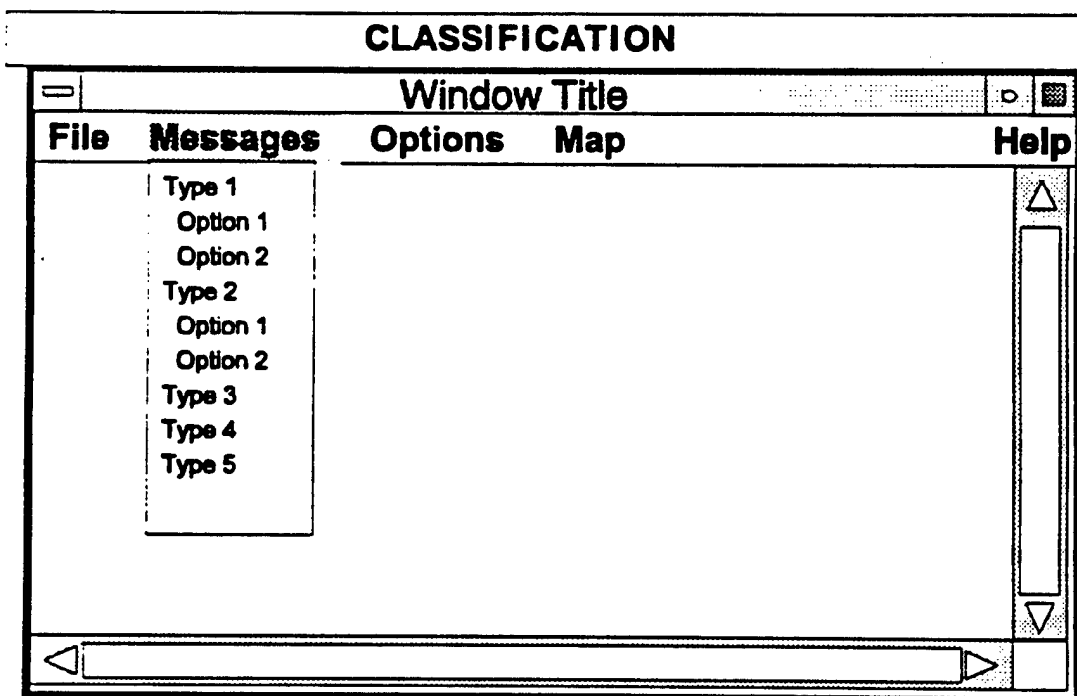 CLASSIFICATION
Window Title
File Messages Options Map Help
Type 1
Option 1
Option 2
Type 2
Option 1
Option 2
Type 3
Type 4
Type 5